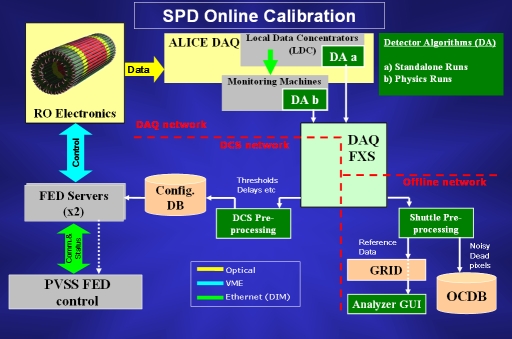 SPD Online Calibration
RO Electronics
Data
ALICE DAQ
Local Data Concentrators
(LDC)
DA a
Monitoring Machines
DA b
Detector Algorithms (DA)
a) Standalone Runs
b) Physics Runs
DAQ network
DCS network
DAQ
FXS
Offline network
Control
FED Servers
(x2)
Config.
DB
Thresholds
Delays etc
DCS Pre-
processing
Shuttle Pre-
processing
Comm.&
Status
PVSS FED
control
Optical
VME
Ethernet (DIM)
Reference
Data
GRID
Analyzer GUI
Noisy
Dead
pixels
OCDB